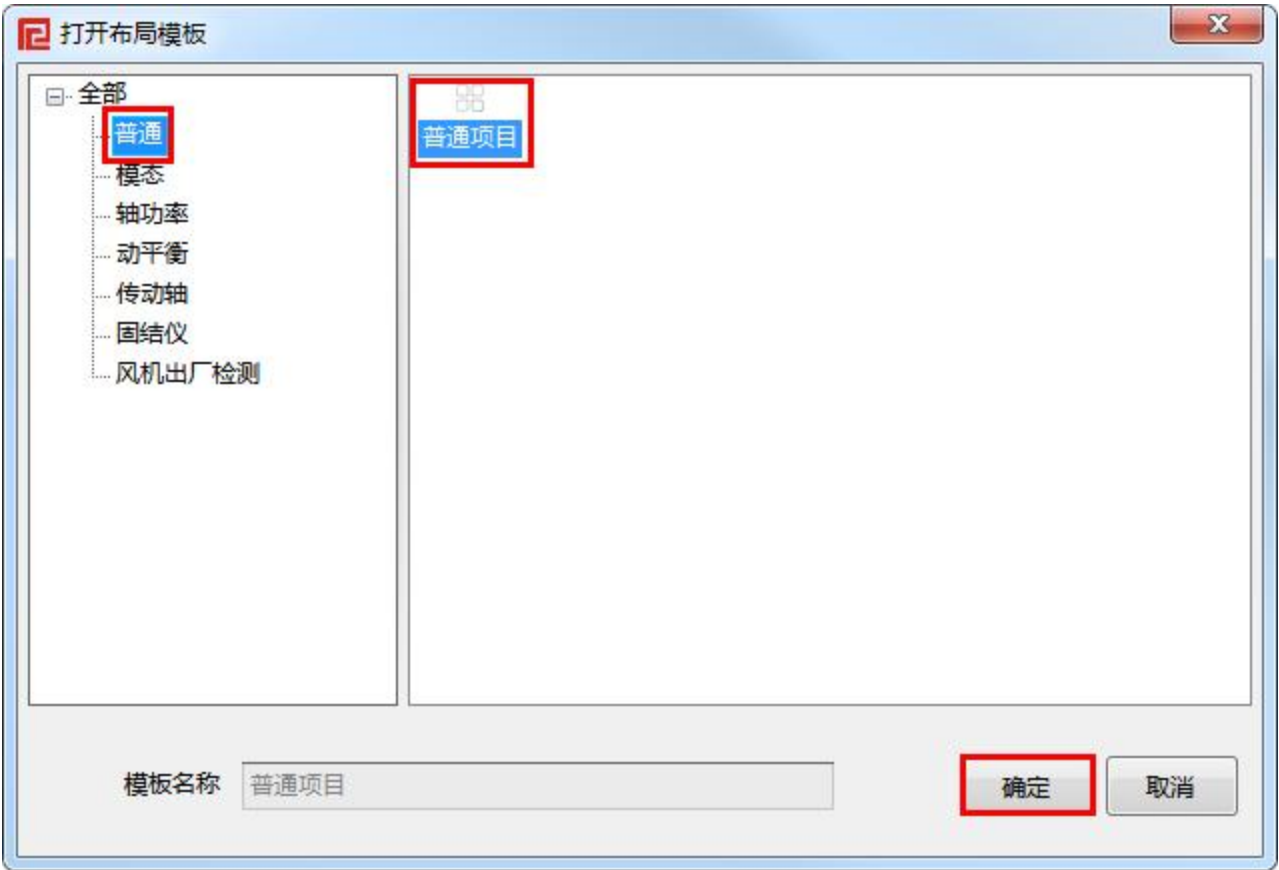 打开布局模板
全部
普通
模态
轴功率
动平衡
传动轴
固结仪
风机出厂检测
普通项目
模板名称 普通项目
确定 取消